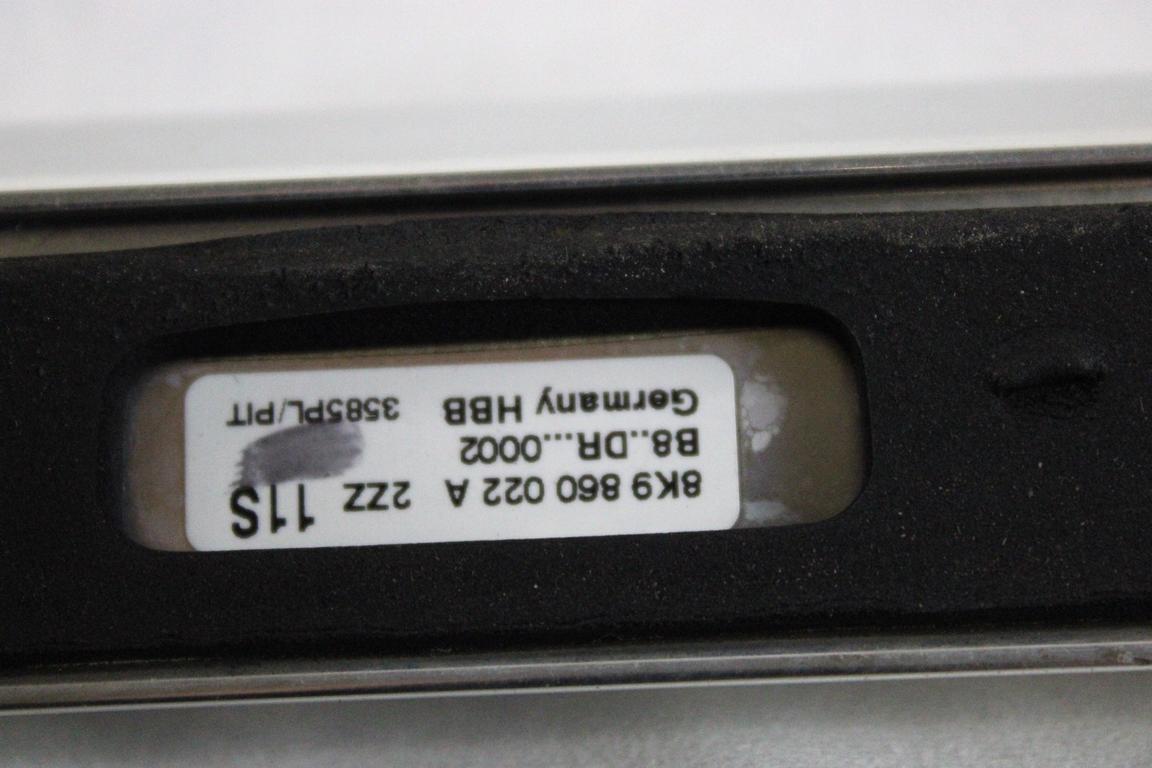 8K9 860 022 A 2ZZ 11S
B8..DR....0002
Germany HBB 3585PL/PIT